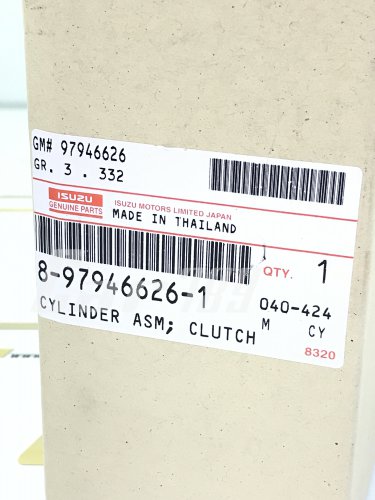 GM# 97946626
GR. 3 . 332
ISUZU
GENUINE PARTS
ISUZU MOTORS LIMITED JAPAN
MADE IN THAILAND
QTY. 1
8-97946626-1
040-424
CYLINDER ASM; CLUTCH
M CY
8320